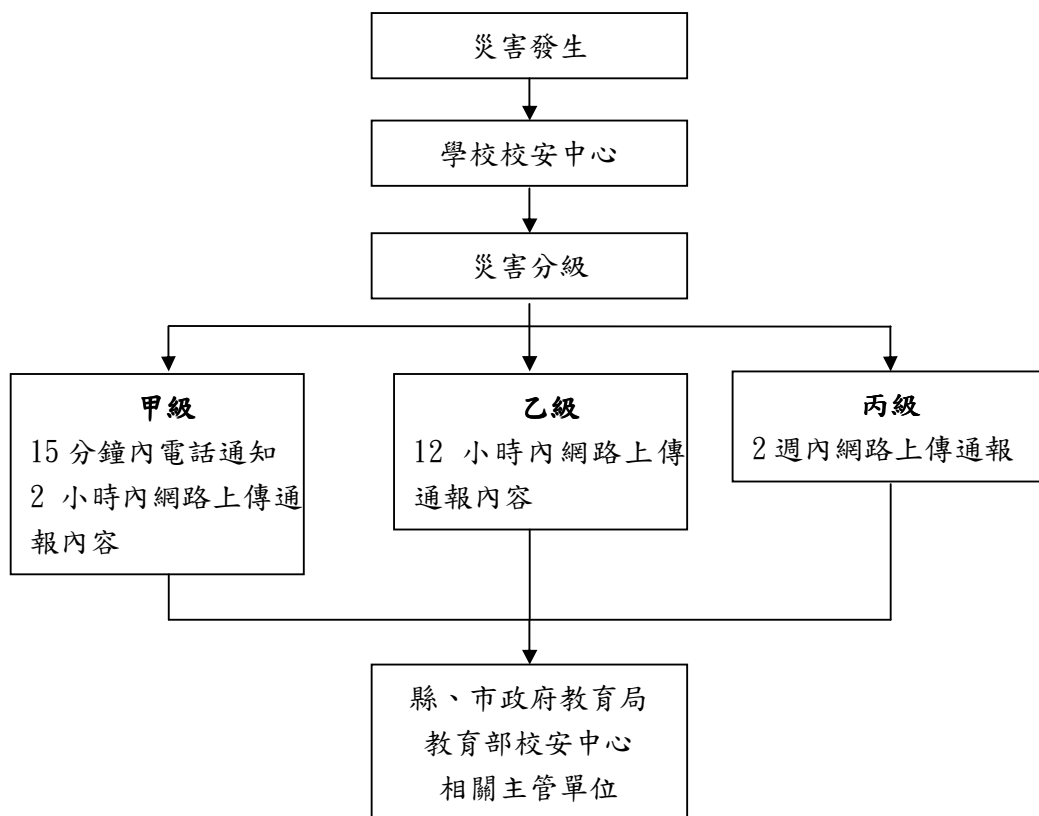 災害發生
學校校安中心
災害分級
甲級
15 分鐘內電話通知
2 小時內網路上傳通
報內容
乙級
12 小時內網路上傳
通報內容
丙級
2 週內網路上傳通報
縣、市政府教育局
教育部校安中心
相關主管單位